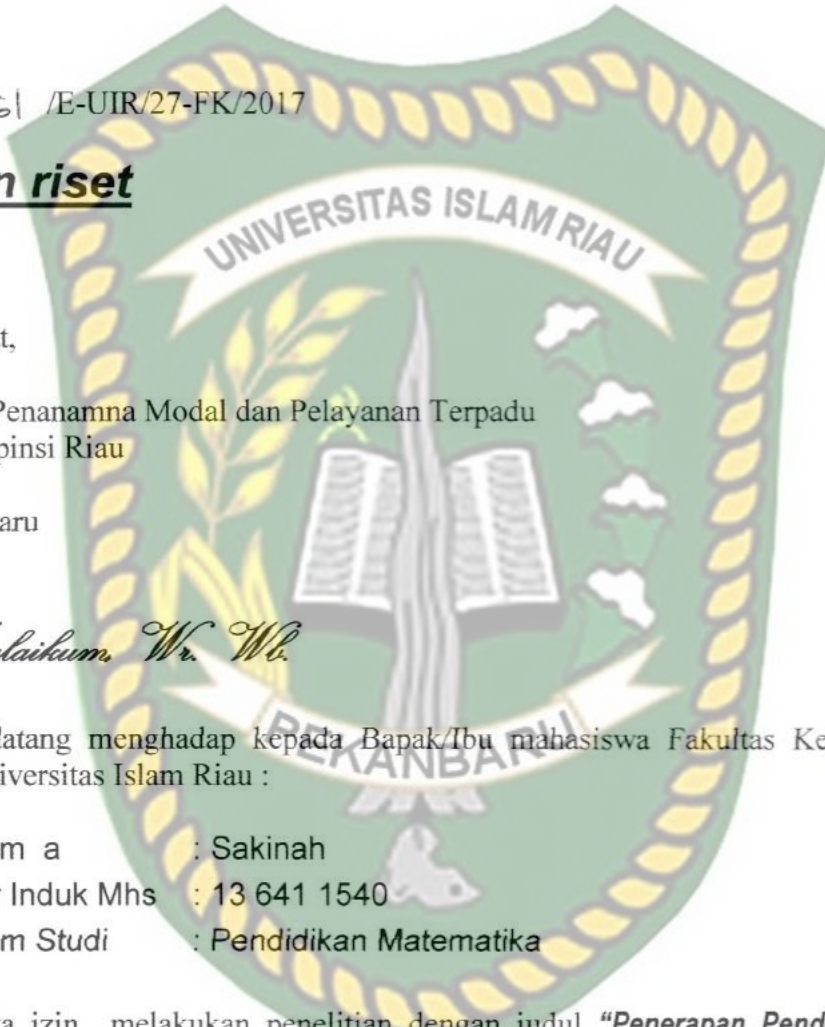 /E-UIR/27-FK/2017
riset
UNIVERSITAS ISLAM RIAU
Penanamna Modal dan Pelayanan Terpadu
pinsi Riau
aru
laikum, Wr. Wb.
datang menghadap kepada Bapak/Ibu mahasiswa Fakultas Ke
iversitas Islam Riau :
PEKANBARU
m a : Sakinah
Induk Mhs : 13 641 1540
m Studi : Pendidikan Matematika
izin melakukan penelitian dengan judul "Penerapan Pend